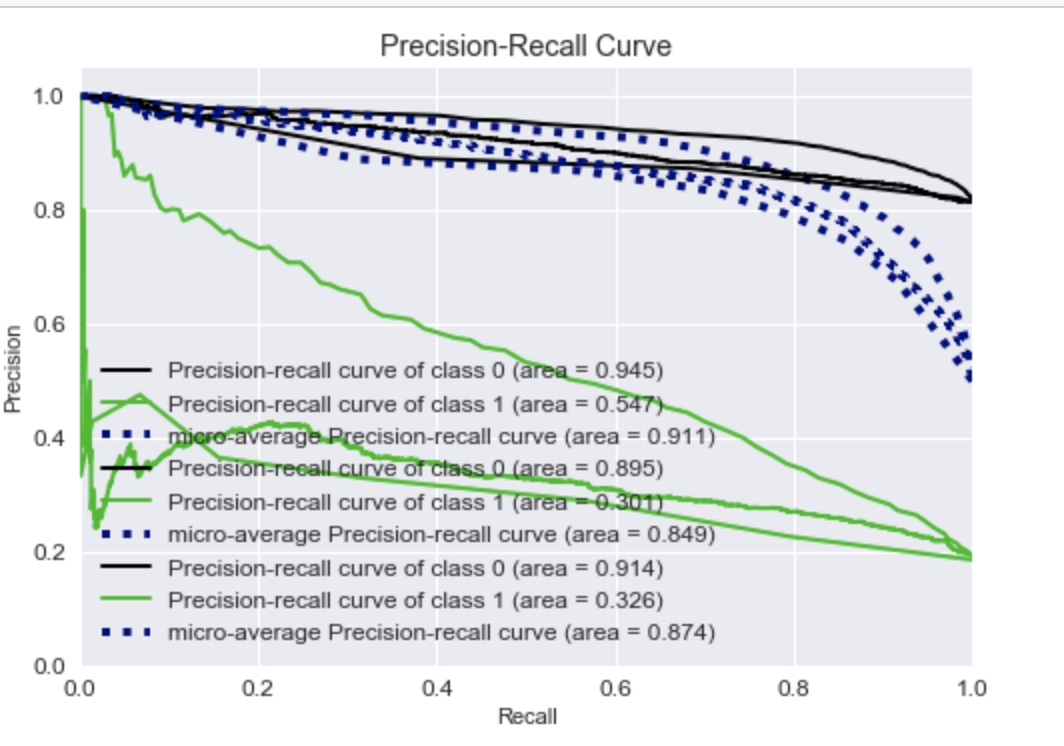 Precision-Recall Curve
1.0
0.8
0.6
0.4
0.2
0.0
Precision
Precision-recall curve of class 0 (area = 0.945)
Precision-recall curve of class 1 (area = 0.547)
micro-average Precision-recall curve (area = 0.911)
Precision-recall curve of class 0 (area = 0.895)
Precision-recall curve of class 1 (area = 0.301)
micro-average Precision-recall curve (area = 0.849)
Precision-recall curve of class 0 (area = 0.914)
Precision-recall curve of class 1 (area = 0.326)
micro-average Precision-recall curve (area = 0.874)
0.0 0.2 0.4 0.6 0.8 1.0
Recall